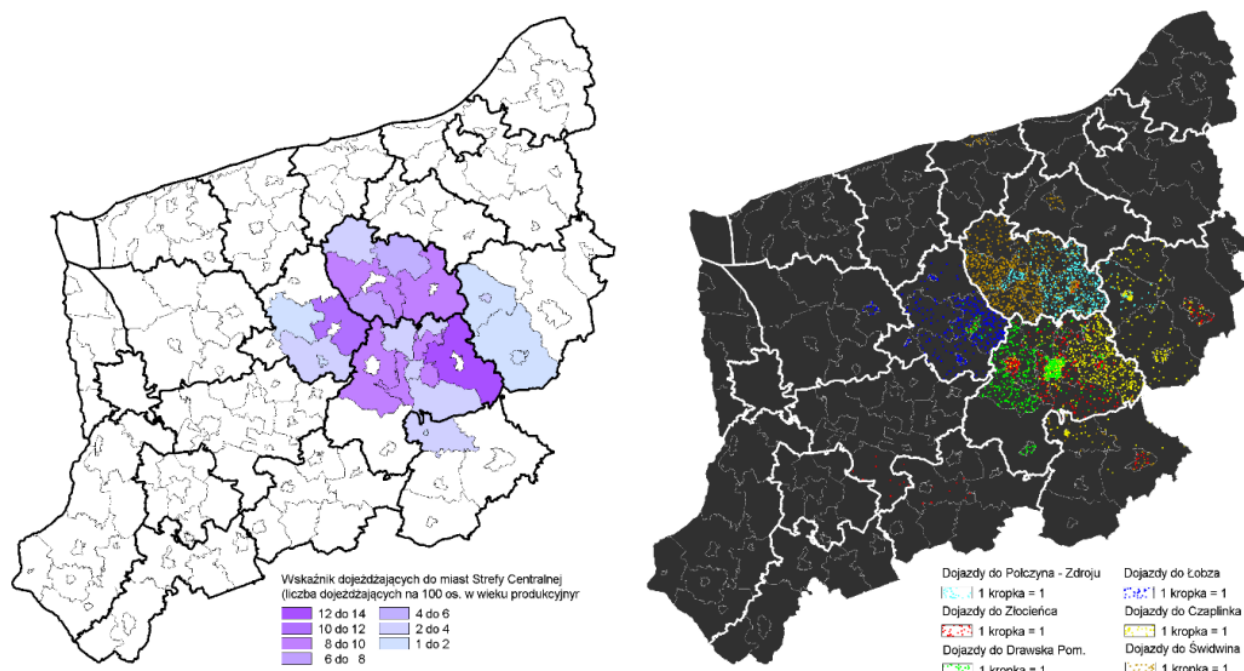 Wskaźnik dojeżdżających do miast Strefy Centralnej
(liczba dojeżdżających na 100 os. w wieku produkcyjnyr
12 do 14
10 do 12
8 do 10
6 do 8
4 do 6
2 do 4
1 do 2
Dojazdy do Połczyna - Zdroju
1 kropka = 1
Dojazdy do Złocieńca
1 kropka = 1
Dojazdy do Drawska Pom.
1 kropka = 1
Dojazdy do Łobza
1 kropka = 1
Dojazdy do Czaplinka
1 kropka = 1
Dojazdy do Świdwina
1 kropka = 1